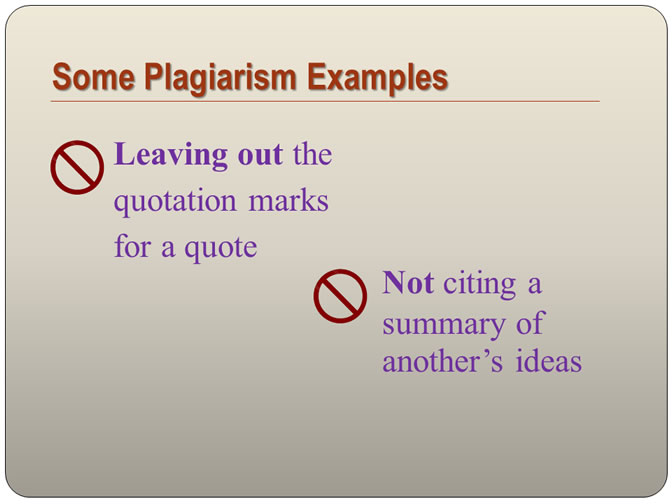 Some Plagiarism Examples
Leaving out the
quotation marks
for a quote
Not citing a
summary of
another’s ideas